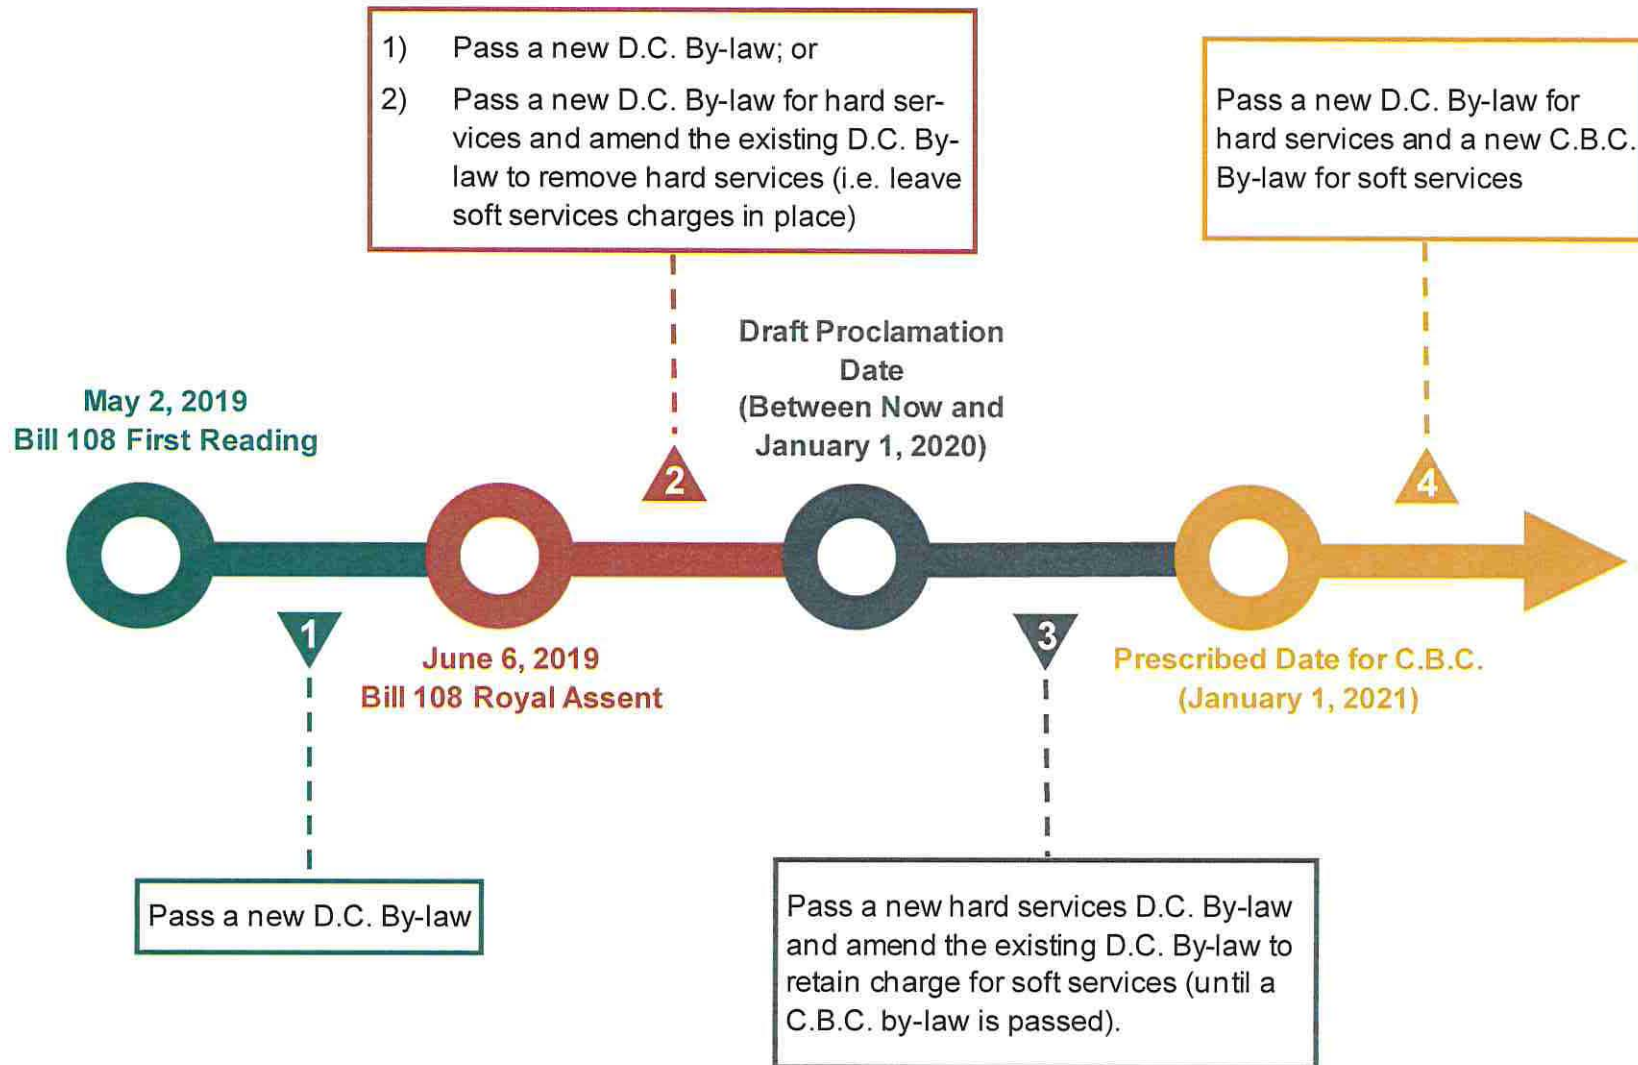 1) Pass a new D.C. By-law; or
2) Pass a new D.C. By-law for hard ser-
vices and amend the existing D.C. By-
law to remove hard services (i.e. leave
soft services charges in place)
Pass a new D.C. By-law for
hard services and a new C.B.C.
By-law for soft services
Draft Proclamation
Date
(Between Now and
January 1, 2020)
May 2, 2019
Bill 108 First Reading
2
4
1
3
June 6, 2019
Bill 108 Royal Assent
Prescribed Date for C.B.C.
(January 1, 2021)
Pass a new D.C. By-law
Pass a new hard services D.C. By-law
and amend the existing D.C. By-law to
retain charge for soft services (until a
C.B.C. by-law is passed).